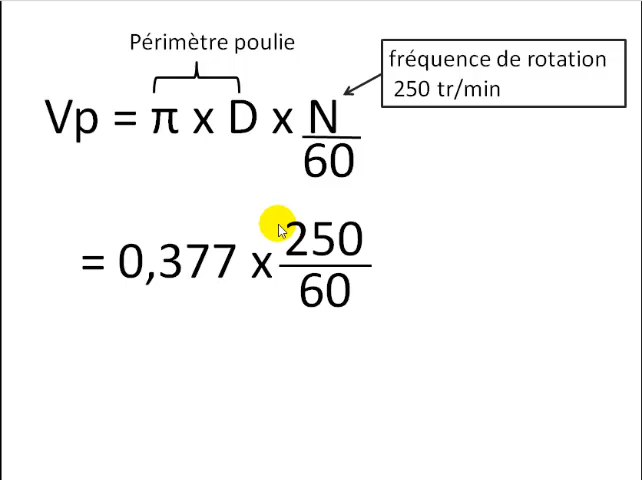 Périmètre poulie
fréquence de rotation
250 tr/min
Vp = π x D x N
60
= 0,377 x 250
60